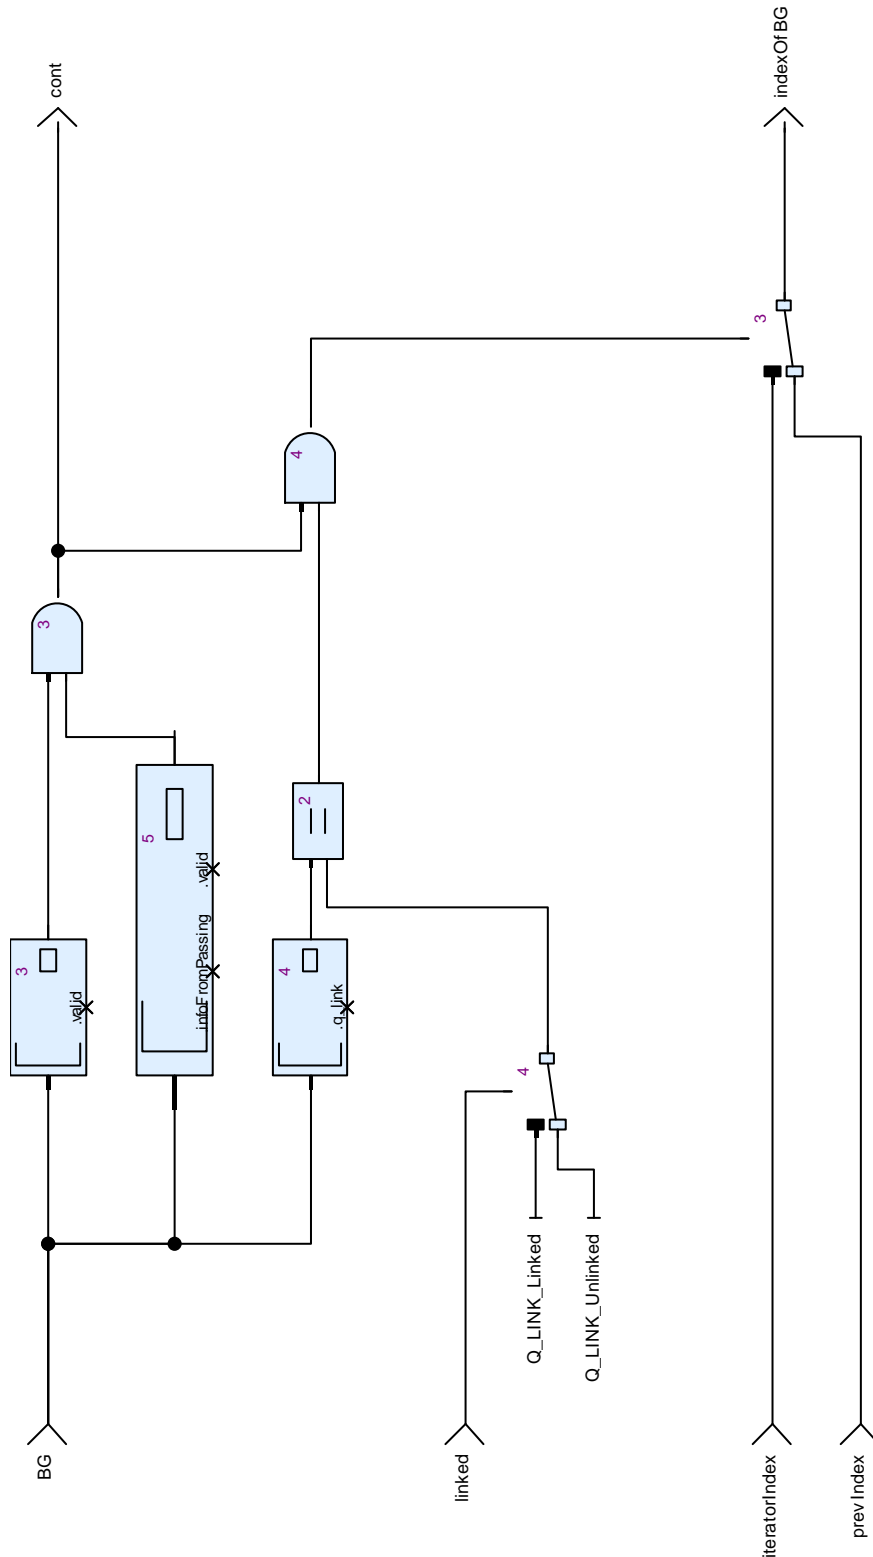 cont
indexOfBG
3
4
3
5
.valid
.infoFromPassing
2
3
.valid
4
.q_link
4
Q_LINK_Linked
Q_LINK_Unlinked
BG
linked
iteratorIndex
prevIndex